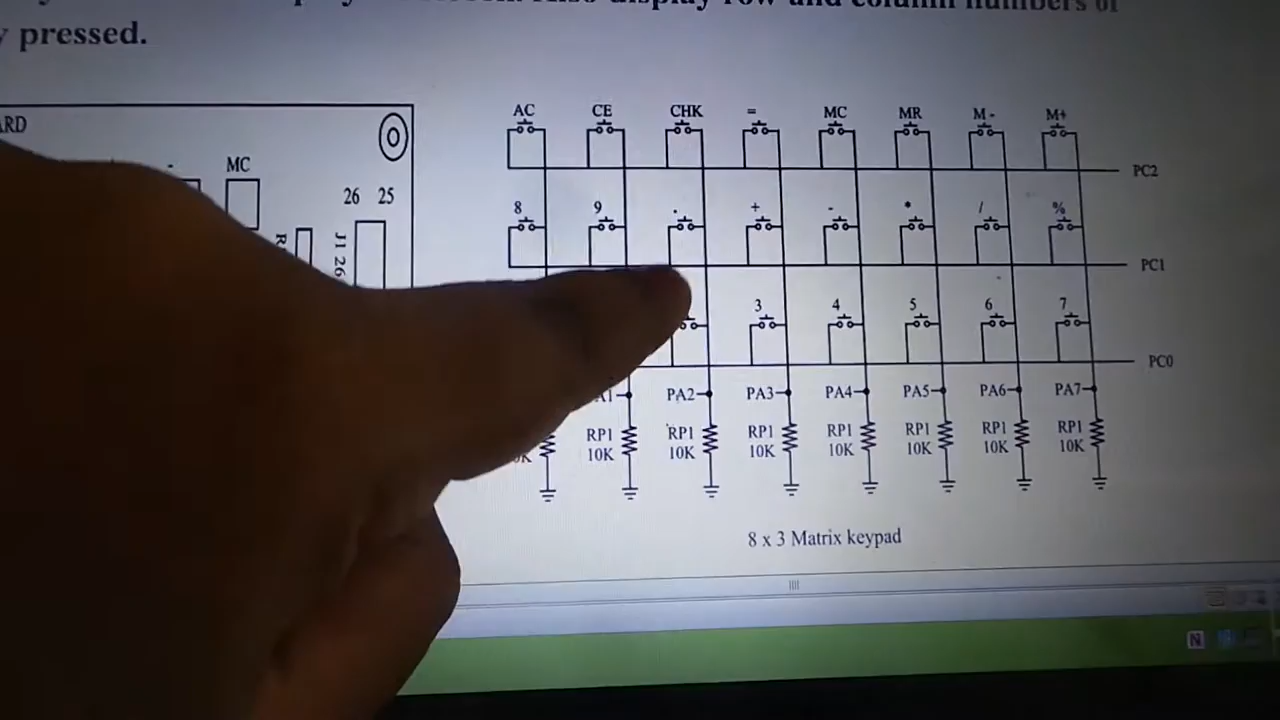 pressed.
ARD
MC
26 25
J1 26
AC CE CHK = MC MR M - M+
PC2
8 9 . + - * / %
PC1
3 4 5 6 7
PC0
PA2 PA3 PA4 PA5 PA6 PA7
RP1 RP1 RP1 RP1 RP1 RP1 RP1
10K 10K 10K 10K 10K 10K 10K
8 x 3 Matrix keypad
N